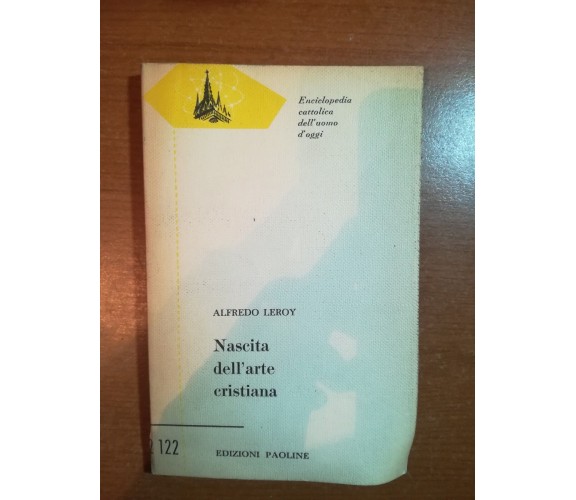 Enciclopedia
cattolica
dell'uomo
d'oggi
ALFREDO LEROY
Nascita
dell'arte
cristiana
122
EDIZIONI PAOLINE